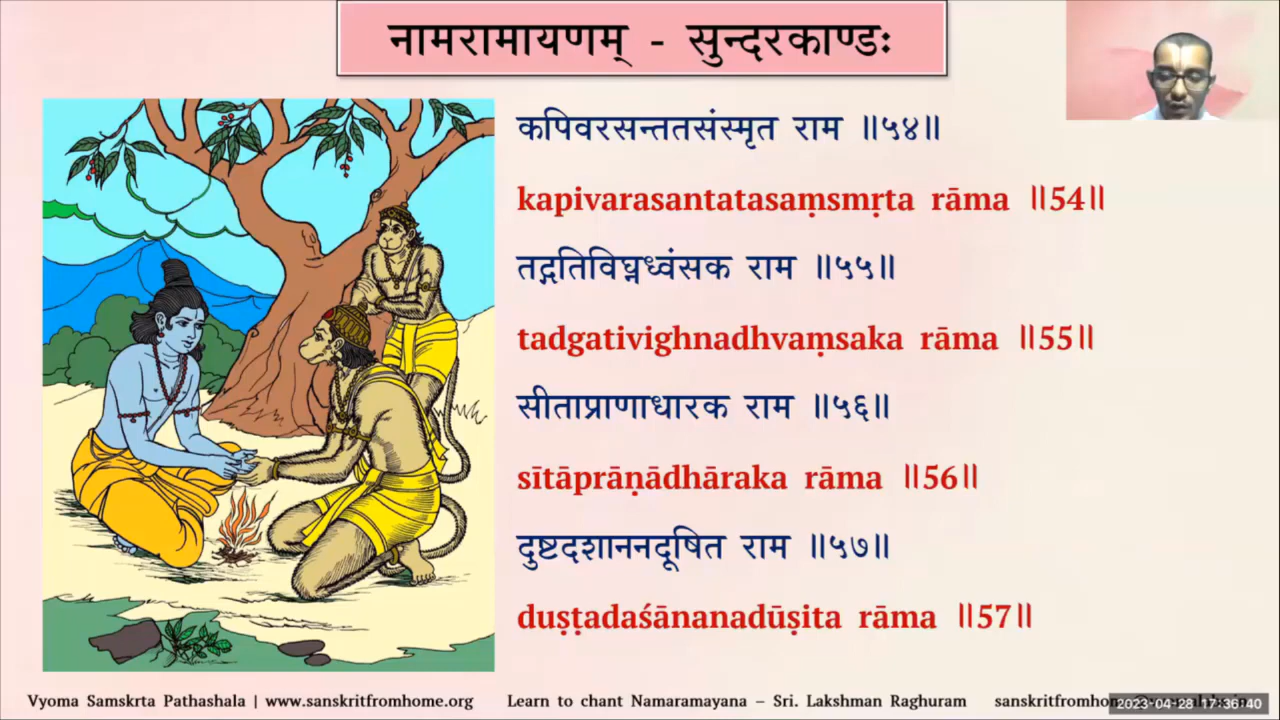 नामरामायणम् - सुन्दरकाण्डः
कपिवरसन्ततसंस्मृत राम ॥५४॥
kapivarasantatasaṃsmṛta rāma ॥54॥
तद्गतिविघ्नध्वंसक राम ॥५५॥
tadgativighnadhvaṃsaka rāma ॥55॥
सीताप्राणाधारक राम ॥५६॥
sītāprāṇādhāraka rāma ॥56॥
दुष्टदशाननदूषित राम ॥५७॥
duṣṭadaśānanadūṣita rāma ॥57॥
Vyoma Samskrta Pathashala | www.sanskritfromhome.org Learn to chant Namaramayana – Sri. Lakshman Raghuram
2023-04-28 17:36:40